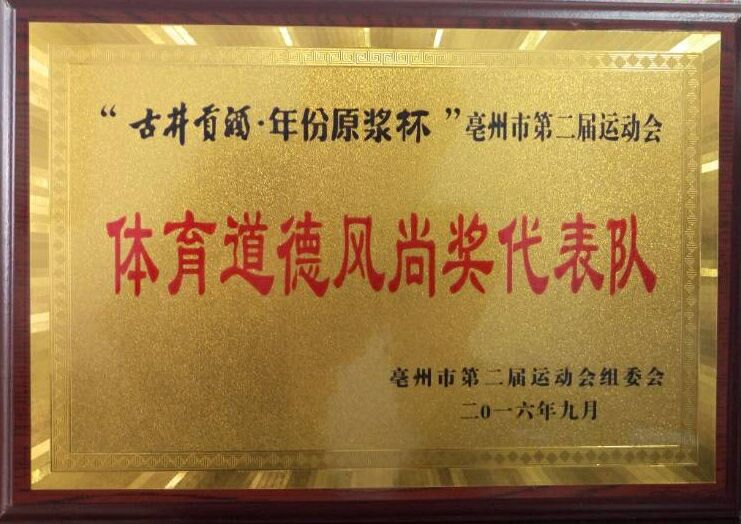 “古井贡酒·年份原浆杯”亳州市第二届运动会
体育道德风尚奖代表队
亳州市第二届运动会组委会
二0一六年九月